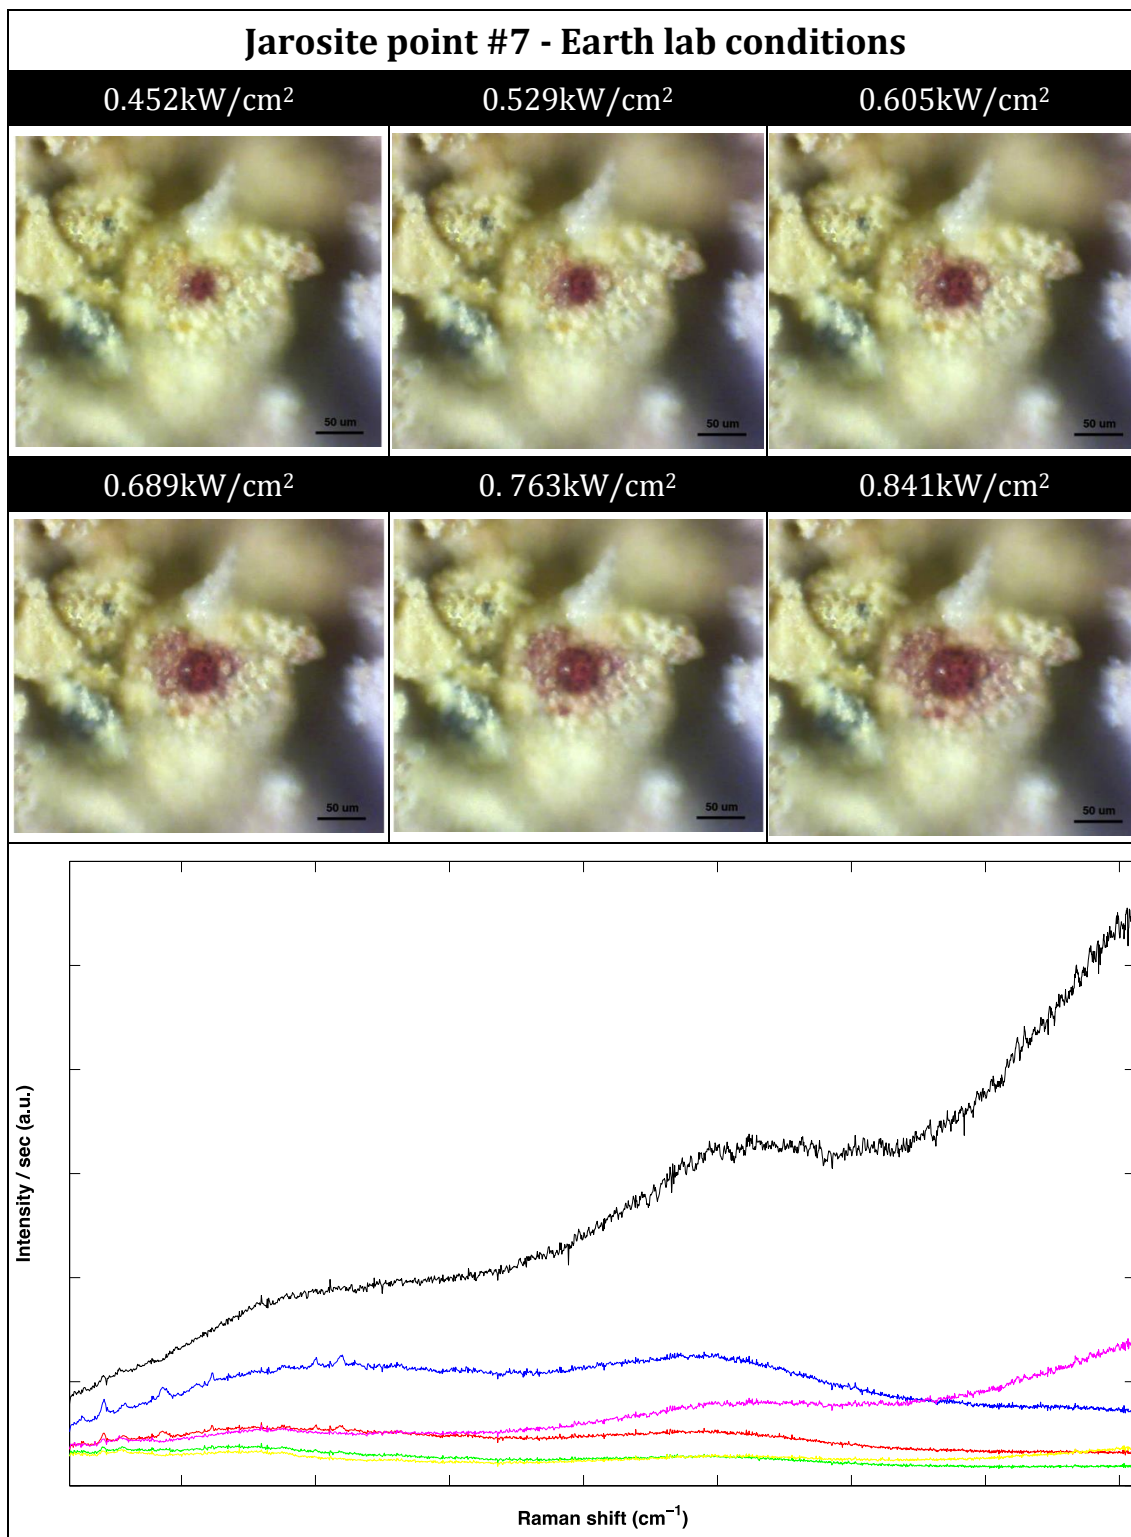 Jarosite point #7 - Earth lab conditions
0.452kW/cm²
0.529kW/cm²
0.605kW/cm²
50 um
50 um
50 um
0.689kW/cm²
0. 763kW/cm²
0.841kW/cm²
50 um
50 um
50 um
Intensity / sec (a.u.)
Raman shift (cm⁻¹)